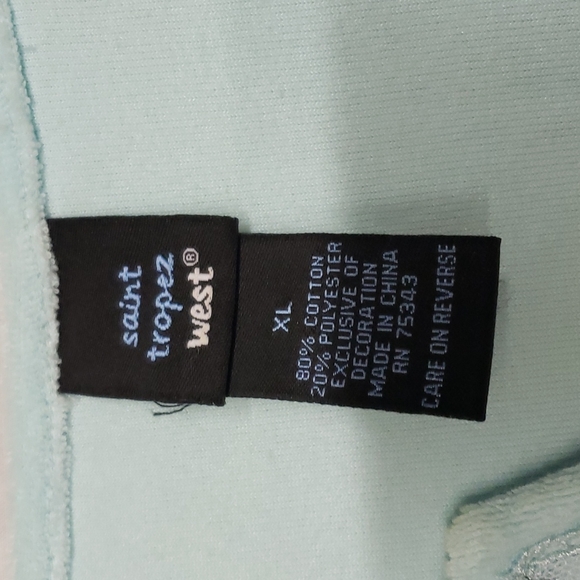 saint
tropez
west®
XL
80% COTTON
20% POLYESTER
EXCLUSIVE OF
DECORATION
MADE IN CHINA
RN 75343
CARE ON REVERSE